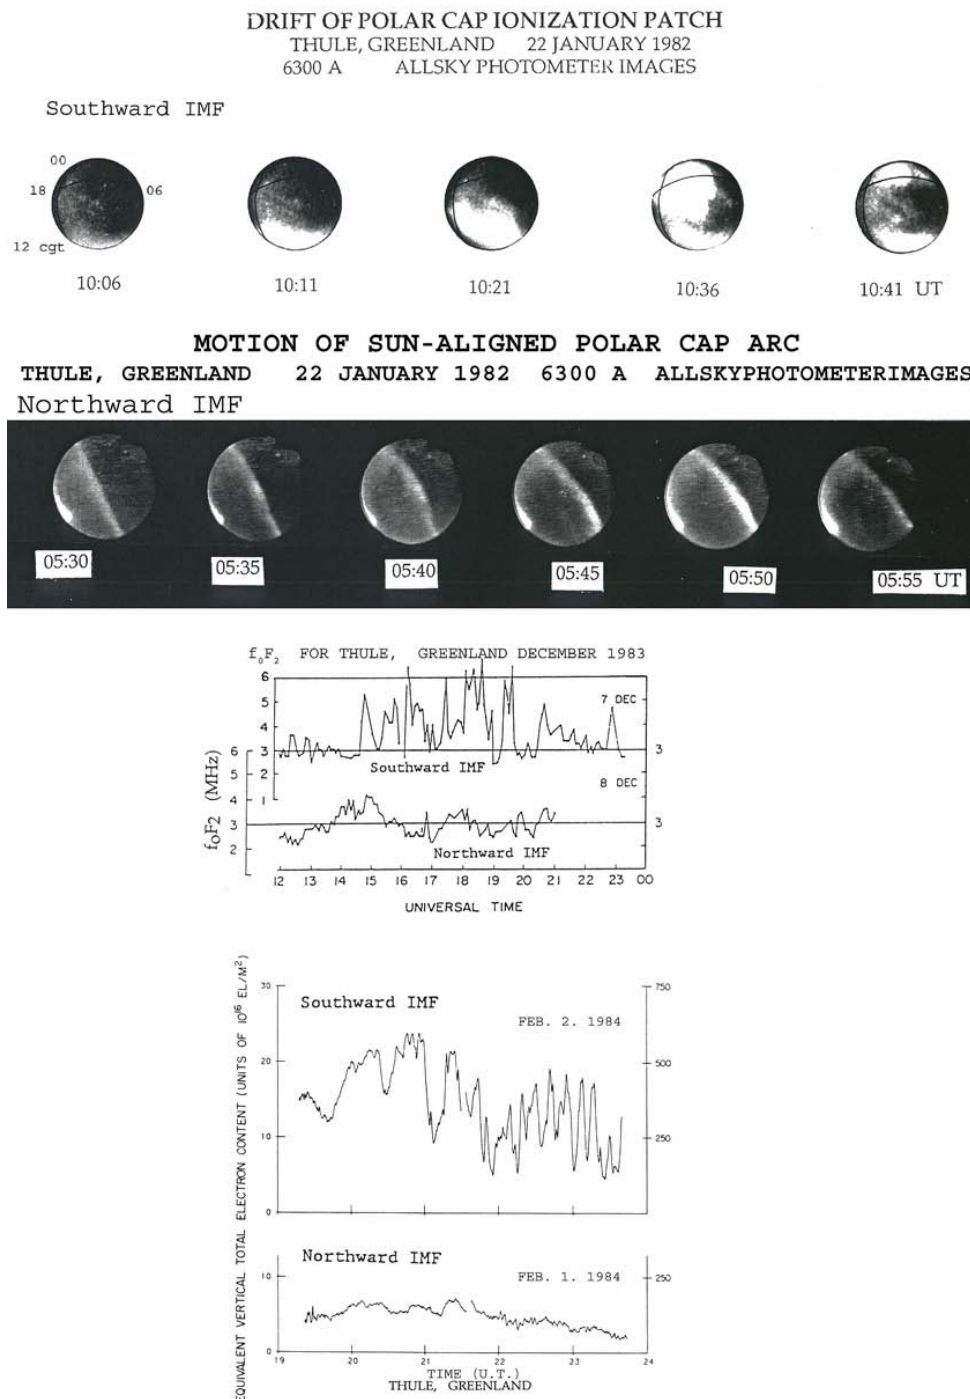 DRIFT OF POLAR CAP IONIZATION PATCH
THULE, GREENLAND 22 JANUARY 1982
6300 A ALLSKY PHOTOMETER IMAGES
Southward IMF
00
18 06
12 cgt
10:06 10:11 10:21 10:36 10:41 UT
MOTION OF SUN-ALIGNED POLAR CAP ARC
THULE, GREENLAND 22 JANUARY 1982 6300 A ALLSKYPHOTOMETERIMAGES
Northward IMF
05:30 05:35 05:40 05:45 05:50 05:55 UT
f₀F₂ FOR THULE, GREENLAND DECEMBER 1983
6
5 7 DEC
4
6 3 3
Southward IMF
5 2
8 DEC
4 1
3 3
2 Northward IMF
f₀F2 (MHz)
12 13 14 15 16 17 18 19 20 21 22 23 00
UNIVERSAL TIME
EQUIVALENT VERTICAL TOTAL ELECTRON CONTENT (UNITS OF 10¹⁶ EL/M²)
30 750
Southward IMF
FEB. 2. 1984
20 500
10 250
0
Northward IMF
FEB. 1. 1984
10 250
0
19 20 21 22 23 24
TIME (U.T.)
THULE, GREENLAND